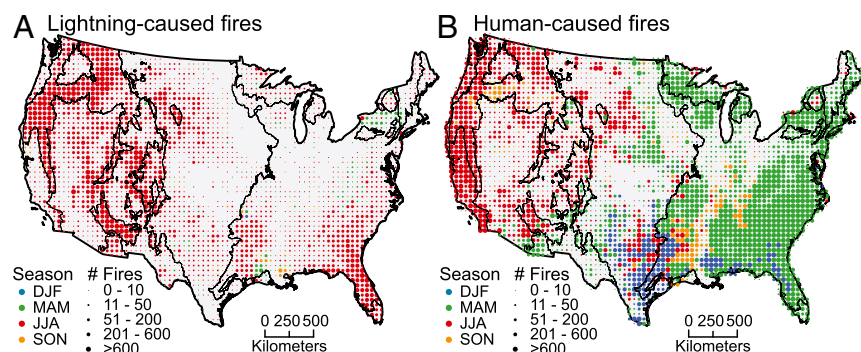 A Lightning-caused fires
Season # Fires
DJF 0 - 10
MAM 11 - 50
JJA 51 - 200
SON 201 - 600
>600
0 250 500
Kilometers
B Human-caused fires
Season # Fires
DJF 0 - 10
MAM 11 - 50
JJA 51 - 200
SON 201 - 600
>600
0 250 500
Kilometers